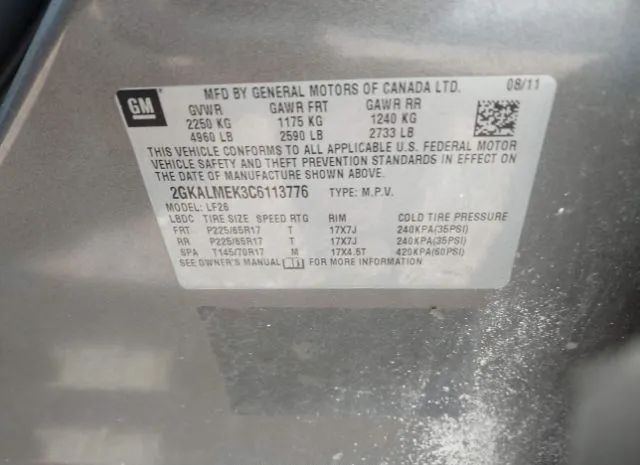 GM
MFD BY GENERAL MOTORS OF CANADA LTD. 08/11
GVWR GAWR FRT GAWR RR
2250 KG 1175 KG 1240 KG
4960 LB 2590 LB 2733 LB
THIS VEHICLE CONFORMS TO ALL APPLICABLE U.S. FEDERAL MOTOR
VEHICLE SAFETY AND THEFT PREVENTION STANDARDS IN EFFECT ON
THE DATE OF MANUFACTURE SHOWN ABOVE.
2GKALMEK3C6113776 TYPE: M.P.V.
MODEL: LF26
LBDC TIRE SIZE SPEED RTG RIM COLD TIRE PRESSURE
FRT P225/65R17 T 17X7J 240KPA(35PSI)
RR P225/65R17 T 17X7J 240KPA(35PSI)
SPA T145/70R17 M 17X4.5T 420KPA(60PSI)
SEE OWNER'S MANUAL FOR MORE INFORMATION